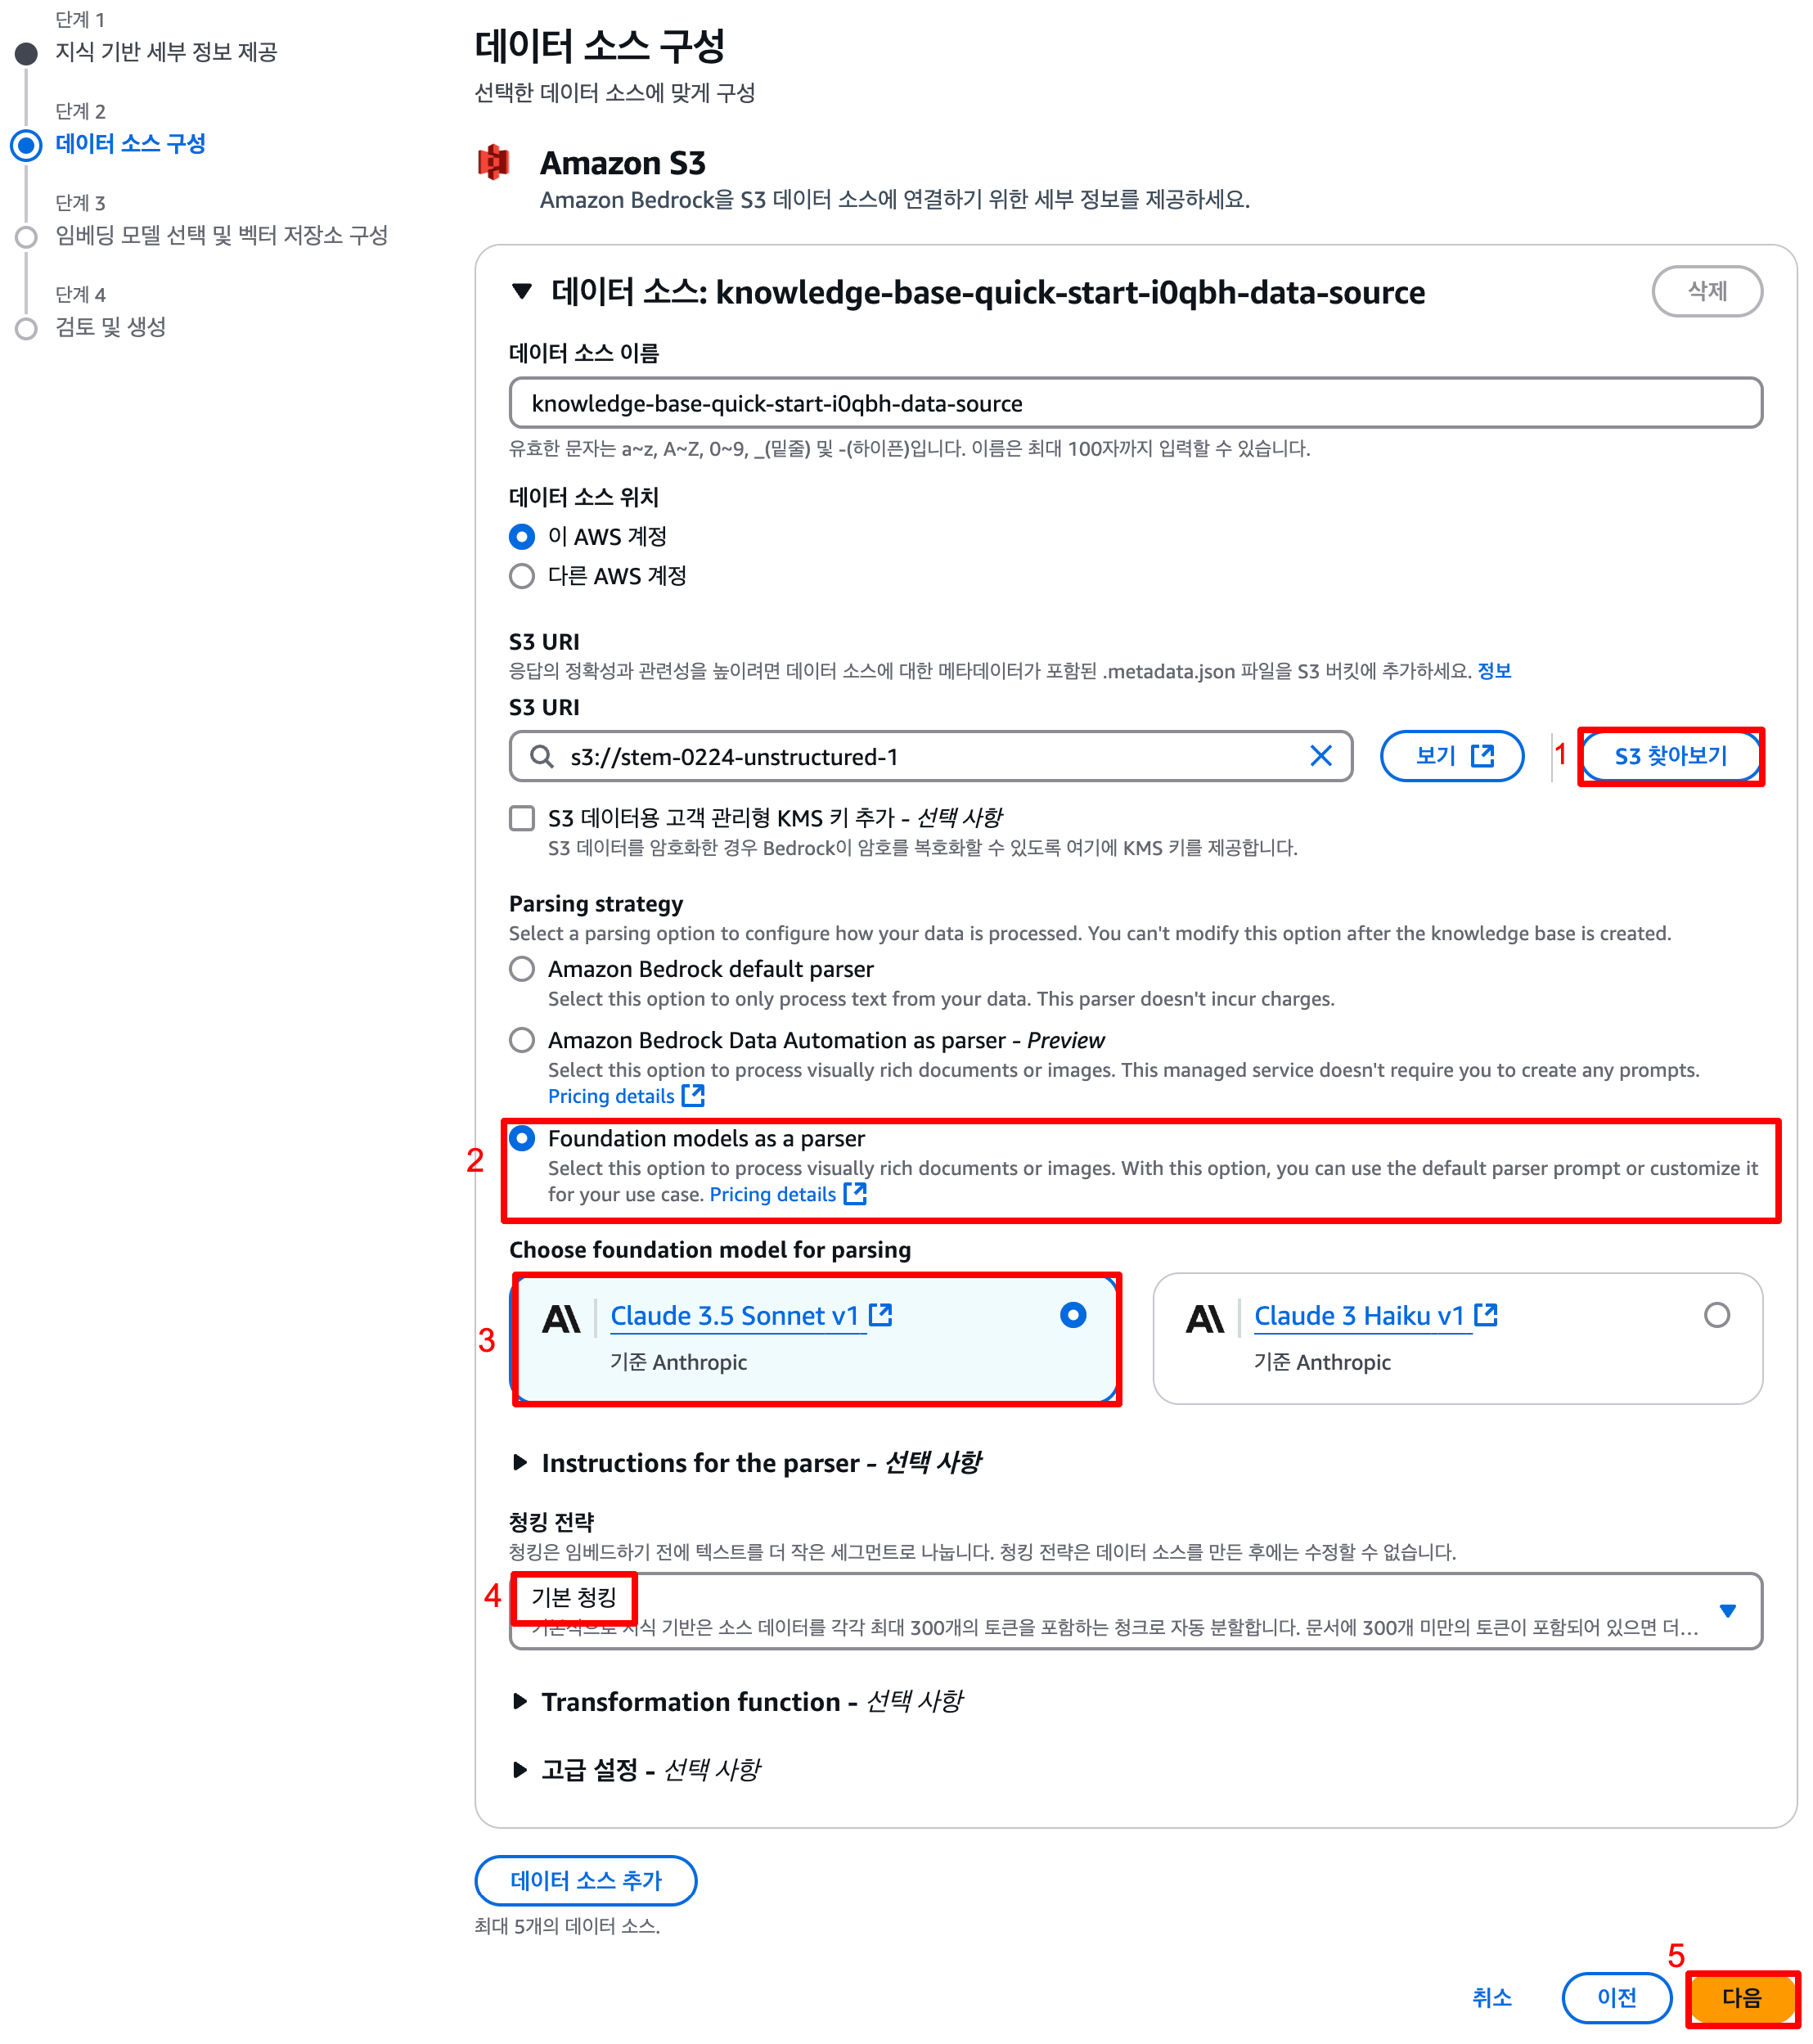 단계 1
지식 기반 세부 정보 제공
단계 2
데이터 소스 구성
단계 3
임베딩 모델 선택 및 벡터 저장소 구성
단계 4
검토 및 생성
데이터 소스 구성
선택한 데이터 소스에 맞게 구성
Amazon S3
Amazon Bedrock을 S3 데이터 소스에 연결하기 위한 세부 정보를 제공하세요.
데이터 소스: knowledge-base-quick-start-i0qbh-data-source
삭제
데이터 소스 이름
knowledge-base-quick-start-i0qbh-data-source
유효한 문자는 a~z, A~Z, 0~9, _(밑줄) 및 -(하이픈)입니다. 이름은 최대 100자까지 입력할 수 있습니다.
데이터 소스 위치
이 AWS 계정
다른 AWS 계정
S3 URI
응답의 정확성과 관련성을 높이려면 데이터 소스에 대한 메타데이터가 포함된 .metadata.json 파일을 S3 버킷에 추가하세요. 정보
S3 URI
s3://stem-0224-unstructured-1
보기
1
S3 찾아보기
S3 데이터용 고객 관리형 KMS 키 추가 - 선택 사항
S3 데이터를 암호화한 경우 Bedrock이 암호를 복호화할 수 있도록 여기에 KMS 키를 제공합니다.
Parsing strategy
Select a parsing option to configure how your data is processed. You can't modify this option after the knowledge base is created.
Amazon Bedrock default parser
Select this option to only process text from your data. This parser doesn't incur charges.
Amazon Bedrock Data Automation as parser - Preview
Select this option to process visually rich documents or images. This managed service doesn't require you to create any prompts.
Pricing details
2
Foundation models as a parser
Select this option to process visually rich documents or images. With this option, you can use the default parser prompt or customize it
for your use case. Pricing details
Choose foundation model for parsing
3
Claude 3.5 Sonnet v1
기준 Anthropic
Claude 3 Haiku v1
기준 Anthropic
Instructions for the parser - 선택 사항
청킹 전략
청킹은 임베드하기 전에 텍스트를 더 작은 세그먼트로 나눕니다. 청킹 전략은 데이터 소스를 만든 후에는 수정할 수 없습니다.
4
기본 청킹
기본적으로 지식 기반은 소스 데이터를 각각 최대 300개의 토큰을 포함하는 청크로 자동 분할합니다. 문서에 300개 미만의 토큰이 포함되어 있으면 더...
Transformation function - 선택 사항
고급 설정 - 선택 사항
데이터 소스 추가
최대 5개의 데이터 소스.
5
취소
이전
다음